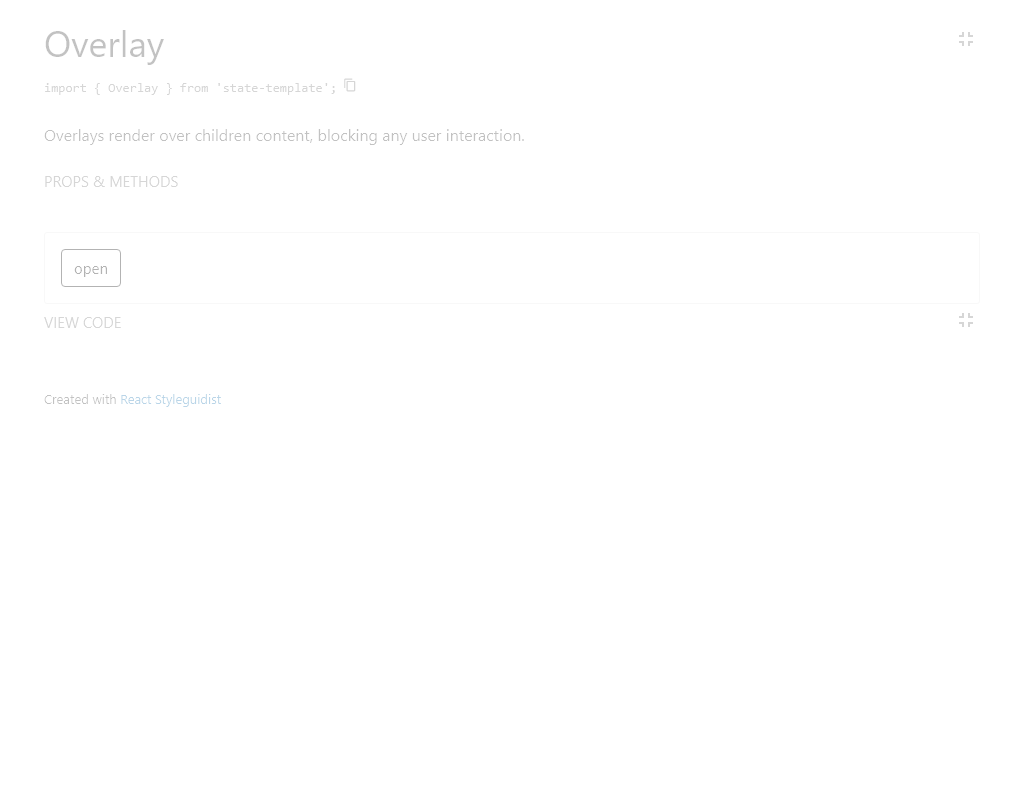 Overlay
import { Overlay } from 'state-template';
Overlays render over children content, blocking any user interaction.
PROPS & METHODS
open
VIEW CODE
Created with React Styleguidist